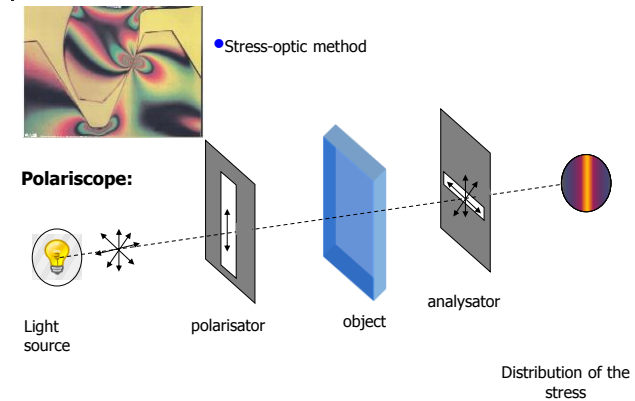 •Stress-optic method
Polariscope:
Light
source
polarisator
object
analysator
Distribution of the
stress